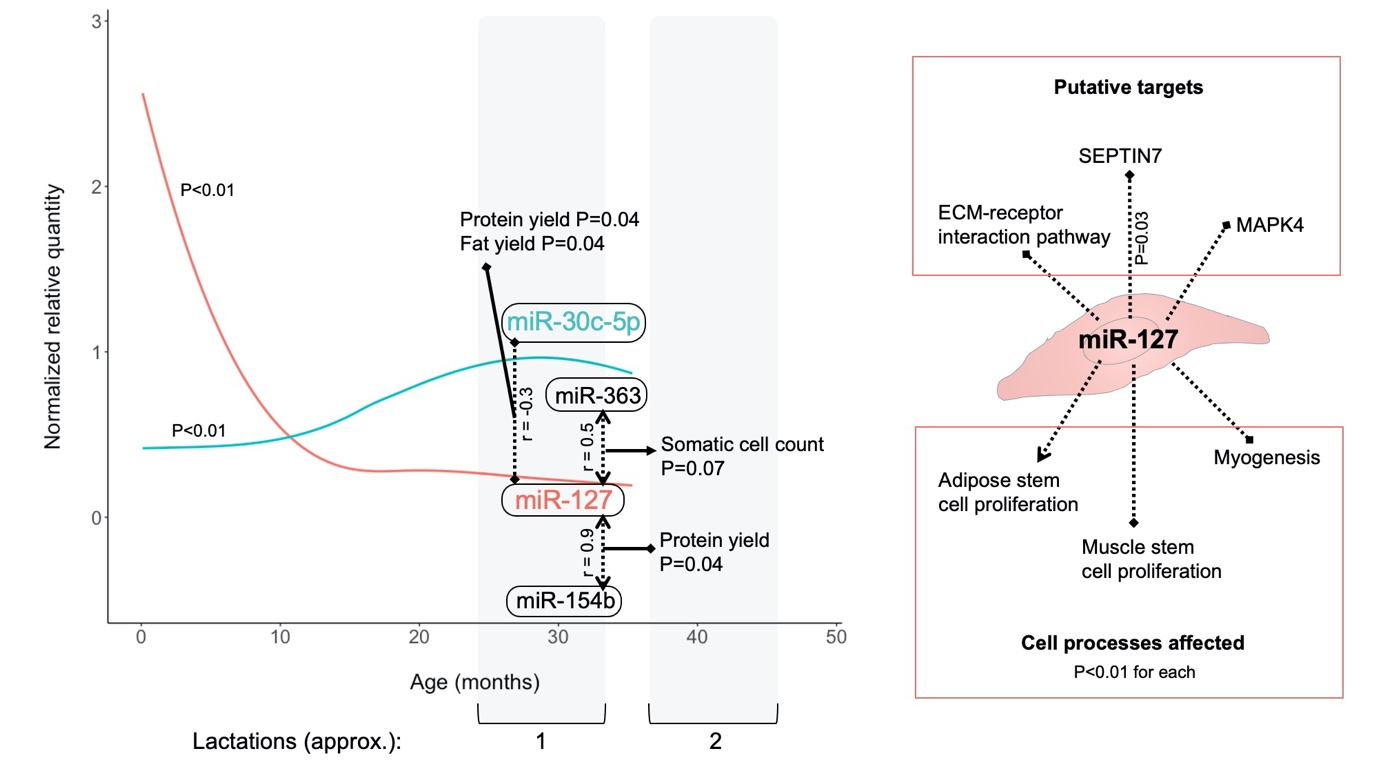 3
2
1
0
Normalized relative quantity
P<0.01
P<0.01
Protein yield P=0.04
Fat yield P=0.04
miR-30c-5p
r = -0.3
miR-363
r = 0.5
Somatic cell count
P=0.07
miR-127
r = 0.9
Protein yield
P=0.04
miR-154b
0 10 20 30 40 50
Age (months)
Lactations (approx.): 1 2
Putative targets
SEPTIN7
ECM-receptor
interaction pathway
P=0.03
MAPK4
miR-127
Adipose stem
cell proliferation
Myogenesis
Muscle stem
cell proliferation
Cell processes affected
P<0.01 for each